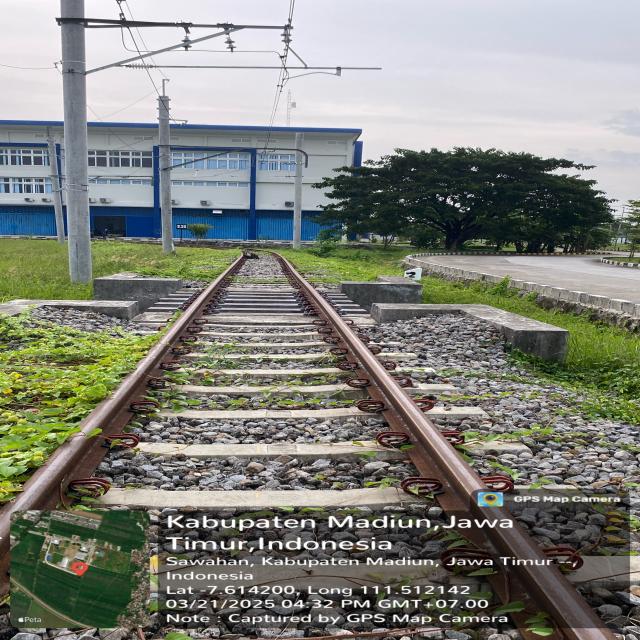 GPS Map Camera
Kabupaten Madiun,Jawa
Timur,Indonesia
Sawahan, Kabupaten Madiun, Jawa Timur --,
Indonesia
Lat -7.614200, Long 111.512142
03/21/2025 04:32 PM GMT+07.00
Note : Captured by GPS Map Camera
Peta